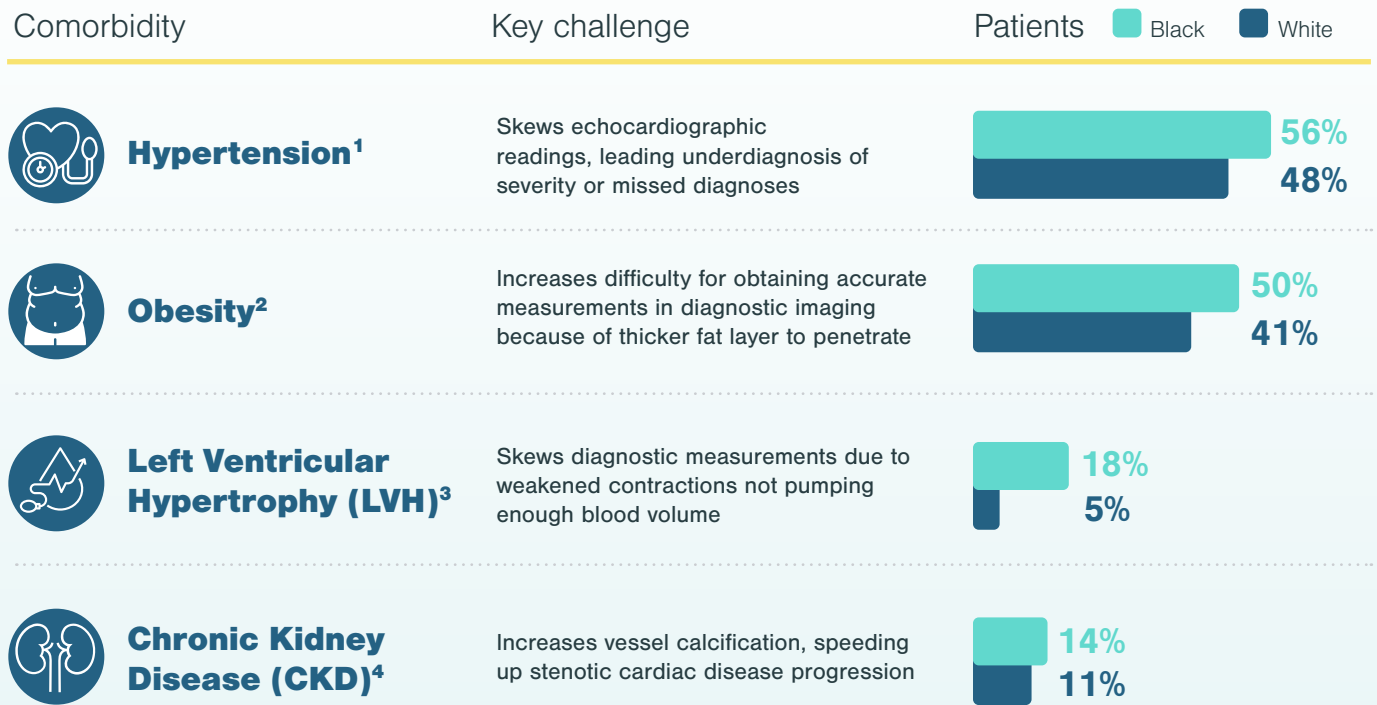 Comorbidity Key challenge Patients Black White
Hypertension¹
Skews echocardiographic
readings, leading underdiagnosis of
severity or missed diagnoses
56%
48%
Obesity²
Increases difficulty for obtaining accurate
measurements in diagnostic imaging
because of thicker fat layer to penetrate
50%
41%
Left Ventricular
Hypertrophy (LVH)³
Skews diagnostic measurements due to
weakened contractions not pumping
enough blood volume
18%
5%
Chronic Kidney
Disease (CKD)⁴
Increases vessel calcification, speeding
up stenotic cardiac disease progression
14%
11%